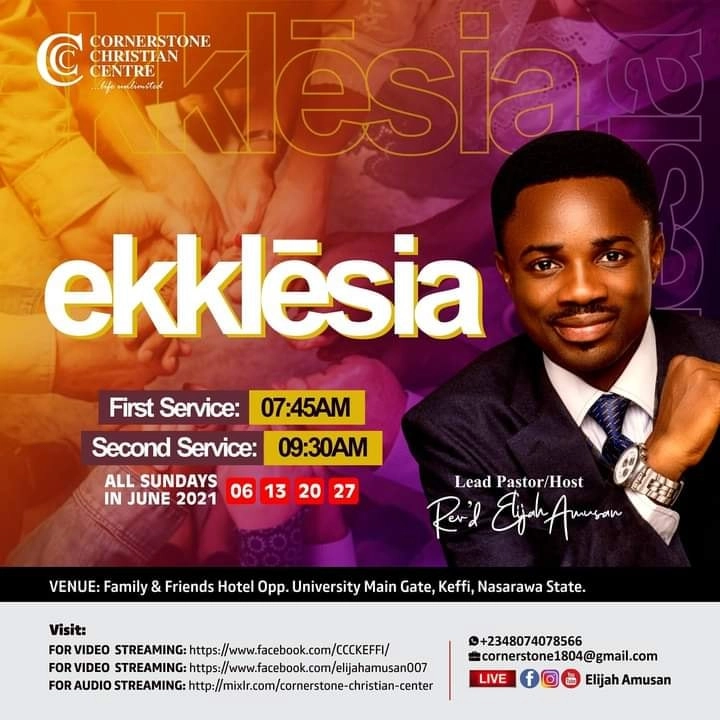 CCC
CORNERSTONE
CHRISTIAN
CENTRE
...life unlimited
ekklēsia
ekklēsia
ekklēsia
First Service: 07:45AM
Second Service: 09:30AM
ALL SUNDAYS
IN JUNE 2021
06 13 20 27
Lead Pastor/Host
Rev'd Elijah Amusan
VENUE: Family & Friends Hotel Opp. University Main Gate, Keffi, Nasarawa State.
Visit:
FOR VIDEO STREAMING: https://www.facebook.com/CCCKEFFI/
FOR VIDEO STREAMING: https://www.facebook.com/elijahamusan007
FOR AUDIO STREAMING: http://mixlr.com/cornerstone-christian-center
+2348074078566
cornerstone1804@gmail.com
LIVE Elijah Amusan